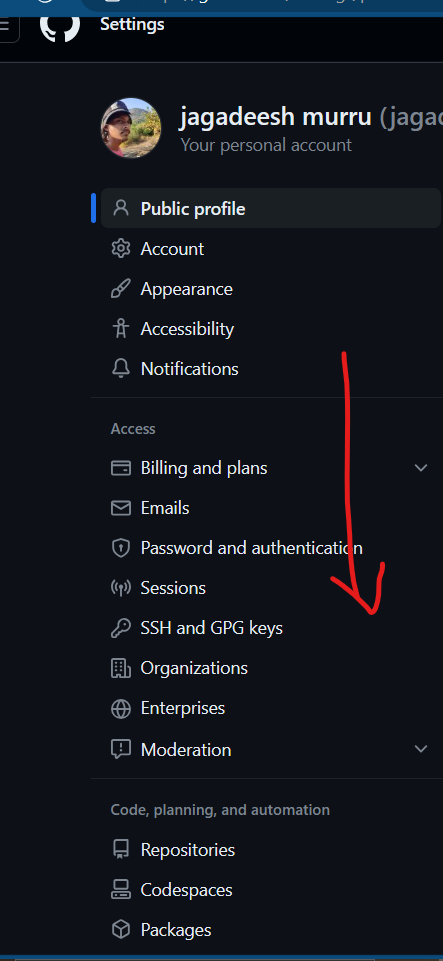 Settings
jagadeesh murru (jagad
Your personal account
Public profile
Account
Appearance
Accessibility
Notifications
Access
Billing and plans
Emails
Password and authentication
Sessions
SSH and GPG keys
Organizations
Enterprises
Moderation
Code, planning, and automation
Repositories
Codespaces
Packages